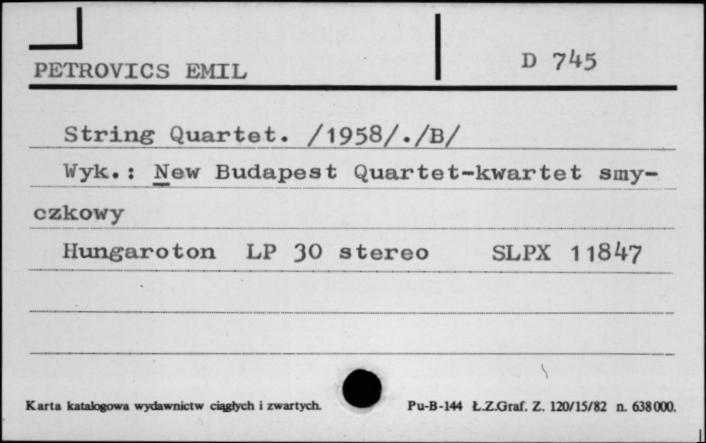 PETROVICS EMIL
D 745
String Quartet. /1958/./B/
Wyk.: New Budapest Quartet-kwartet smy-
czkowy
Hungaroton LP 30 stereo SLPX 11847
Karta katalogowa wydawnictw ciągłych i zwartych. Pu-B-144 Ł.Z.Graf. Z. 120/15/82 n. 638000.